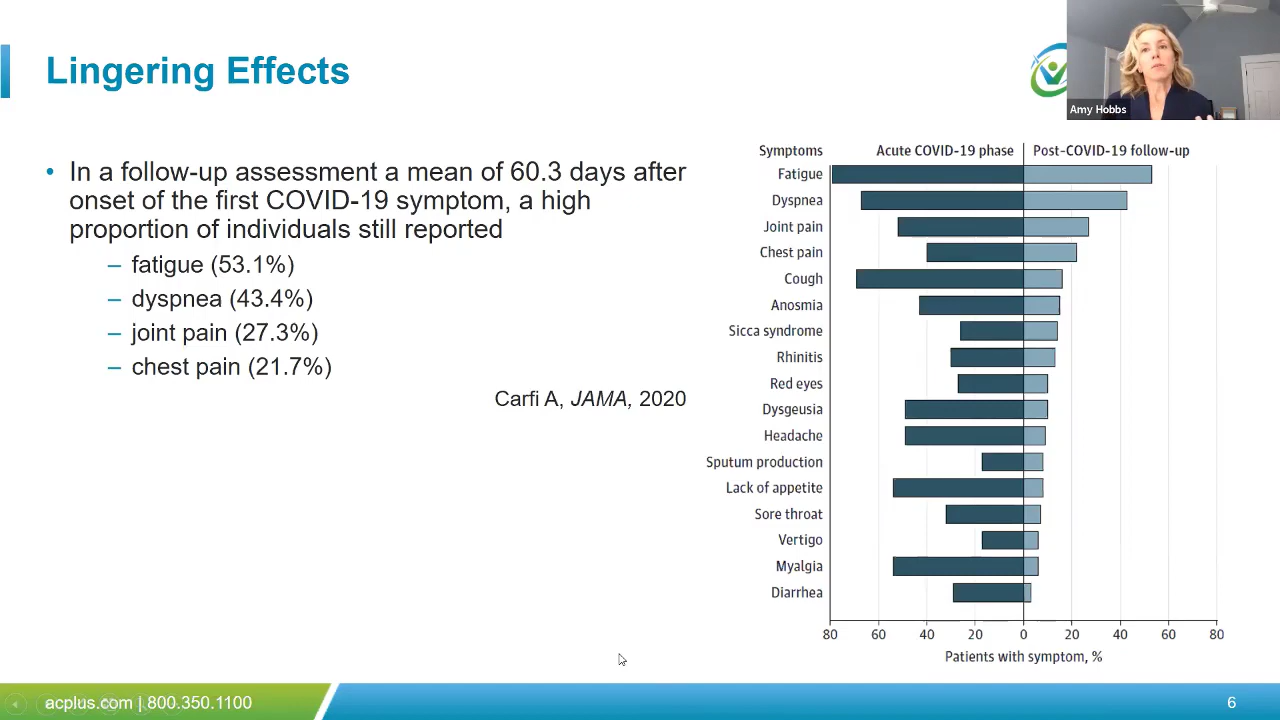 Lingering Effects
Amy Hobbs
• In a follow-up assessment a mean of 60.3 days after
onset of the first COVID-19 symptom, a high
proportion of individuals still reported
– fatigue (53.1%)
– dyspnea (43.4%)
– joint pain (27.3%)
– chest pain (21.7%)
Carfi A, JAMA, 2020
Symptoms Acute COVID-19 phase Post-COVID-19 follow-up
Fatigue
Dyspnea
Joint pain
Chest pain
Cough
Anosmia
Sicca syndrome
Rhinitis
Red eyes
Dysgeusia
Headache
Sputum production
Lack of appetite
Sore throat
Vertigo
Myalgia
Diarrhea
80 60 40 20 0 20 40 60 80
Patients with symptom, %
acplus.com | 800.350.1100
6